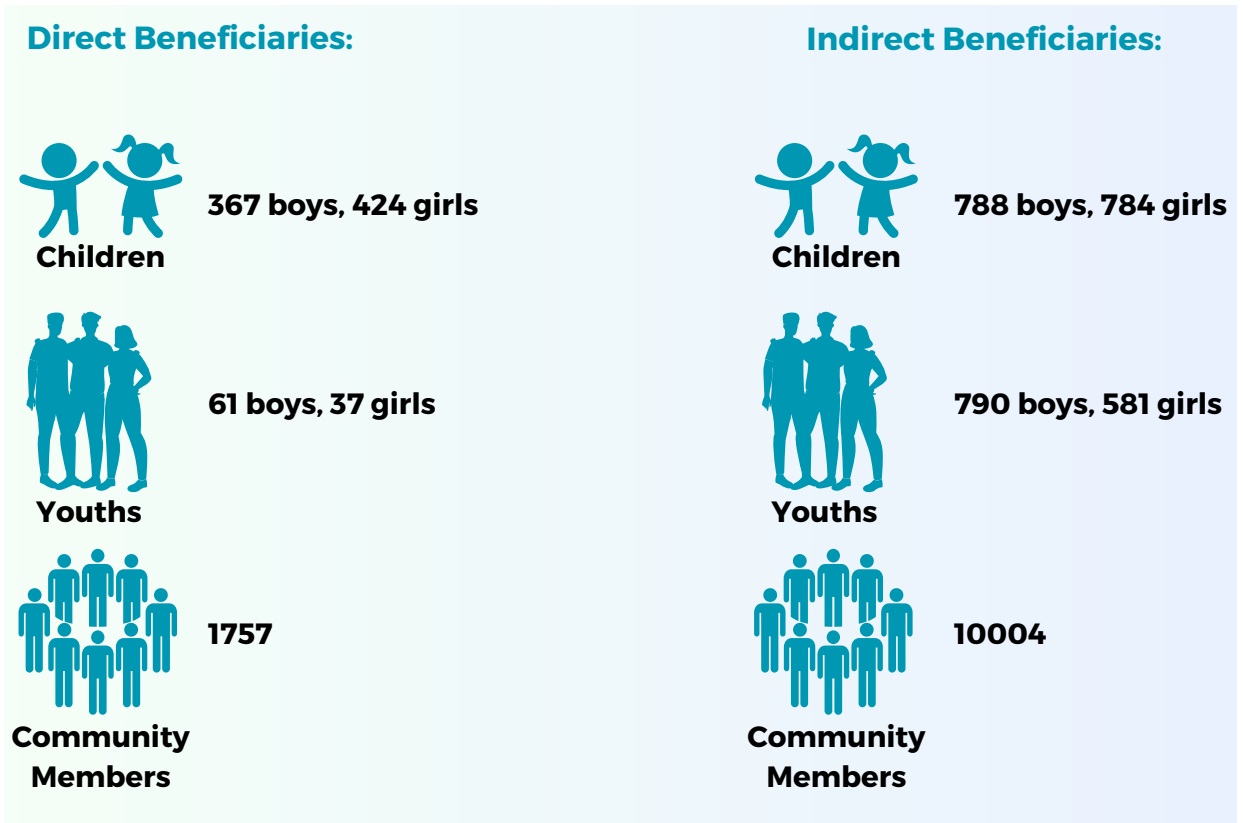 Direct Beneficiaries:
367 boys, 424 girls
Children
61 boys, 37 girls
Youths
1757
Community
Members
Indirect Beneficiaries:
788 boys, 784 girls
Children
790 boys, 581 girls
Youths
10004
Community
Members